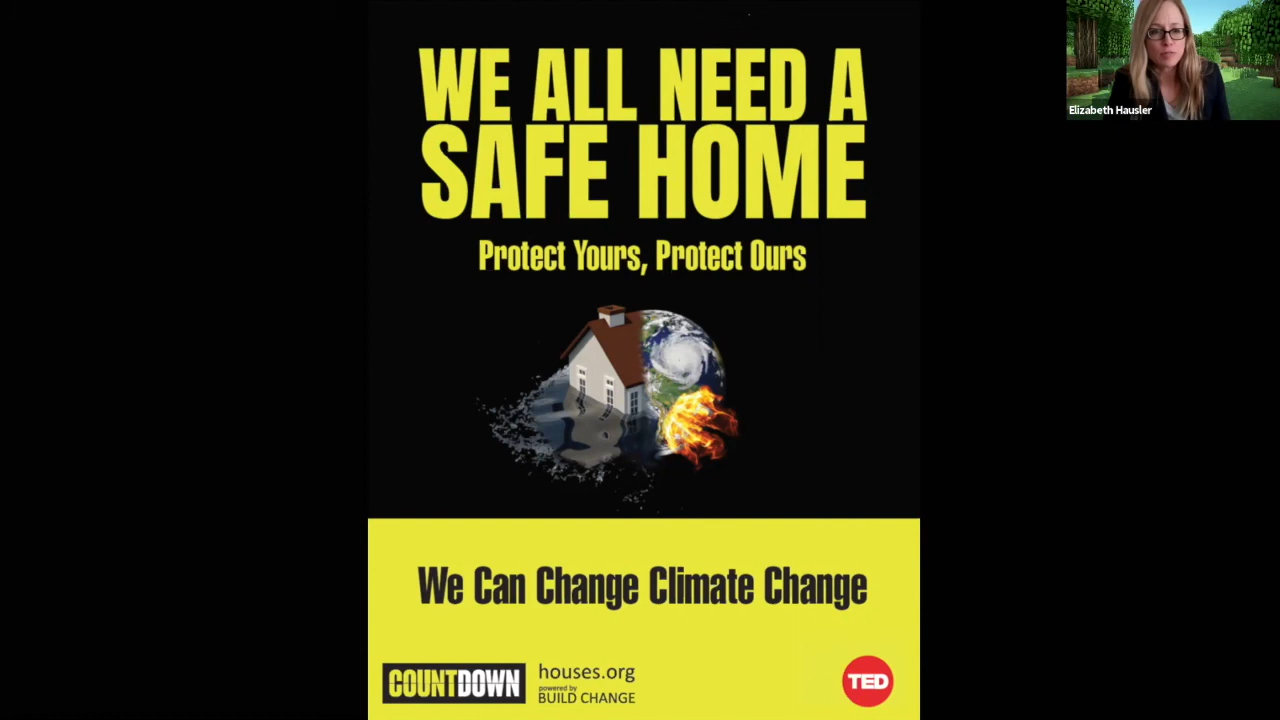 WE ALL NEED A
SAFE HOME
Protect Yours, Protect Ours
We Can Change Climate Change
COUNTDOWN
houses.org
powered by
BUILD CHANGE
TED
Elizabeth Hausler